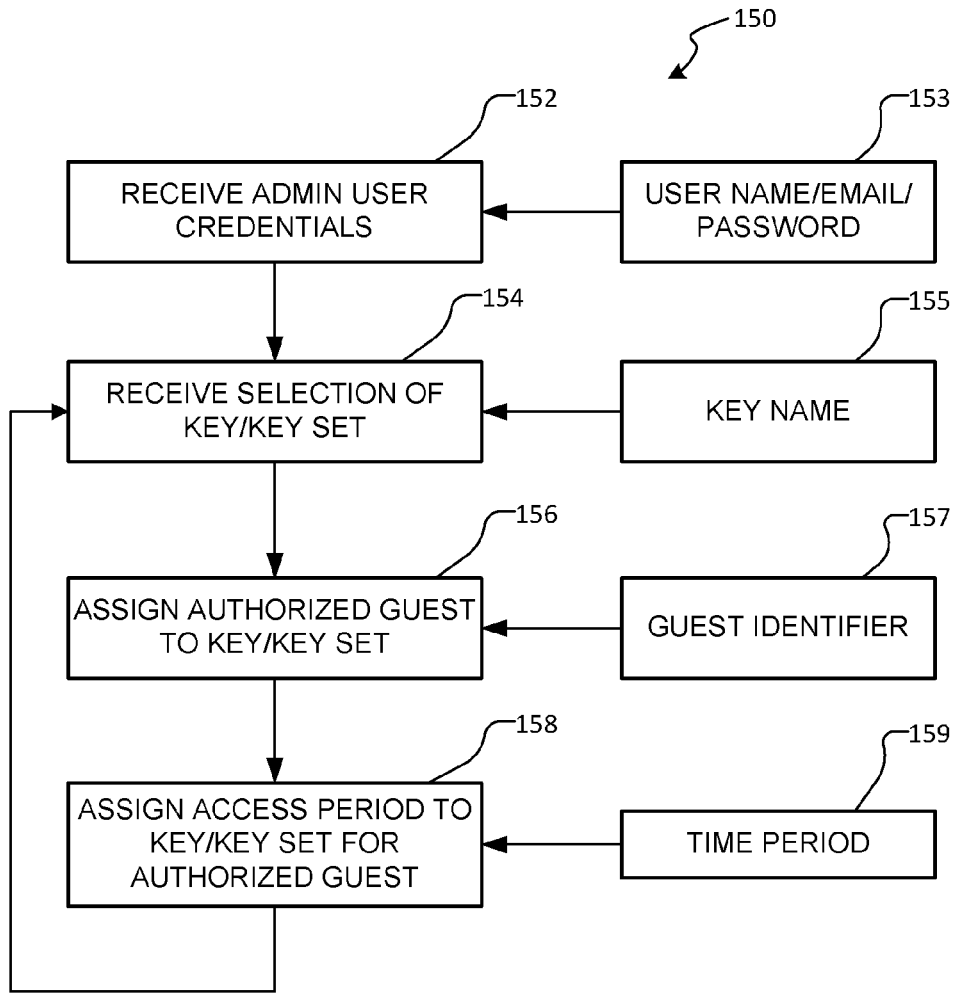 150
152
153
RECEIVE ADMIN USER
CREDENTIALS
USER NAME/EMAIL/
PASSWORD
154
155
RECEIVE SELECTION OF
KEY/KEY SET
KEY NAME
156
157
ASSIGN AUTHORIZED GUEST
TO KEY/KEY SET
GUEST IDENTIFIER
158
159
ASSIGN ACCESS PERIOD TO
KEY/KEY SET FOR
AUTHORIZED GUEST
TIME PERIOD